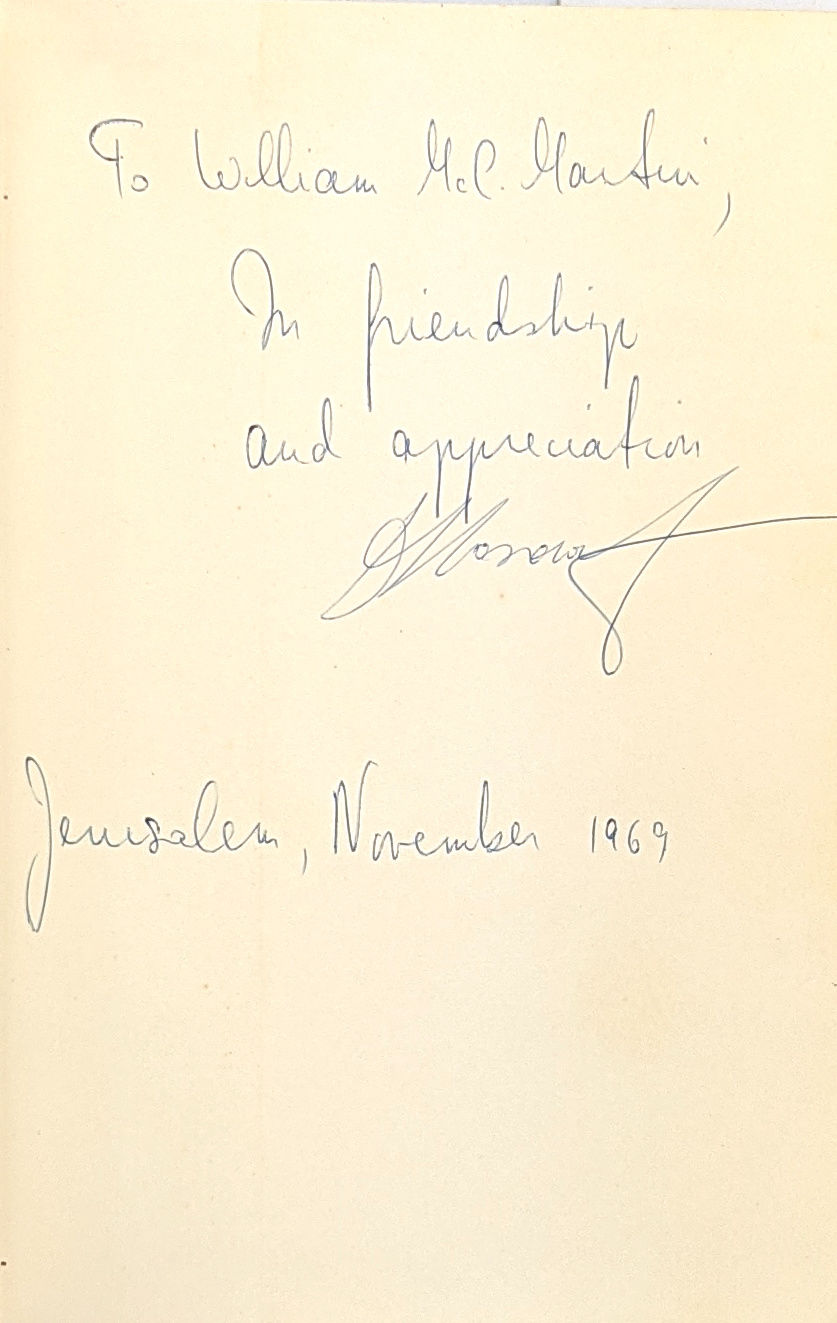 To William McC. Martin,
In friendship
and appreciation
Jerusalem, November 1969